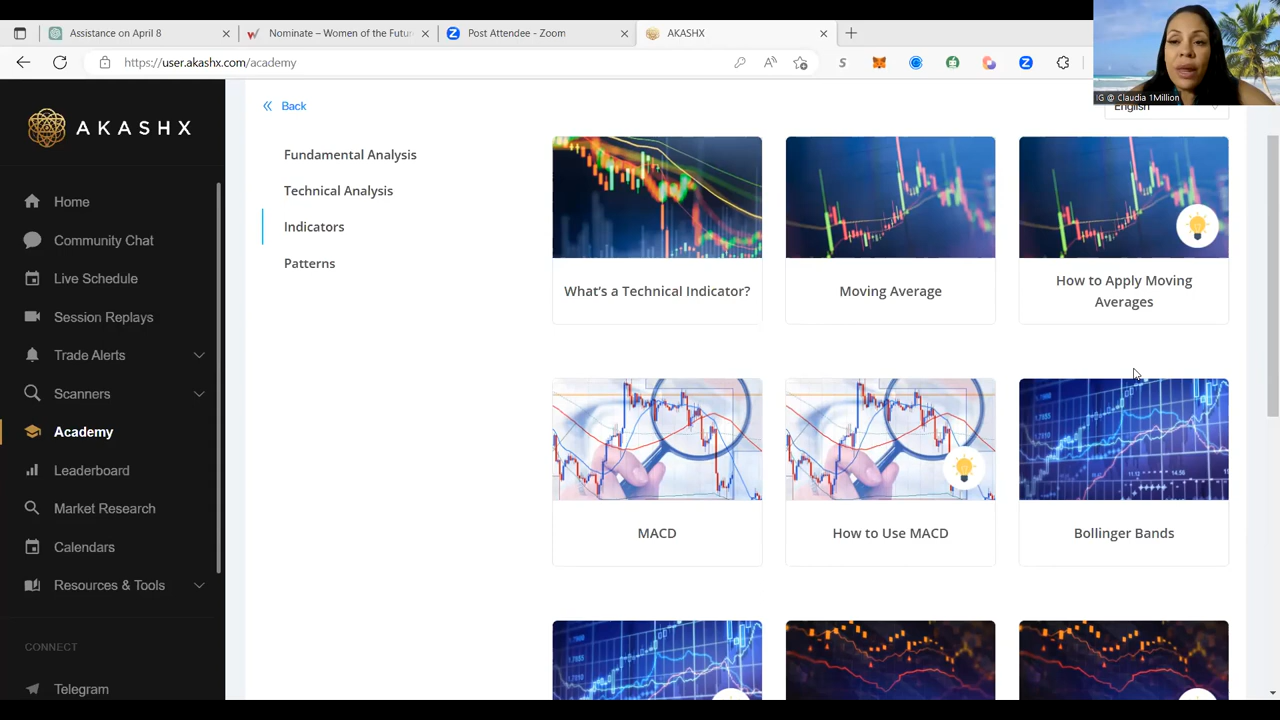 Assistance on April 8
Nominate – Women of the Futur
Post Attendee - Zoom
AKASHX
https://user.akashx.com/academy
IG @ Claudia 1Million
AKASHX
Home
Community Chat
Live Schedule
Session Replays
Trade Alerts
Scanners
Academy
Leaderboard
Market Research
Calendars
Resources & Tools
CONNECT
Telegram
Back
English
Fundamental Analysis
Technical Analysis
Indicators
Patterns
What's a Technical Indicator?
Moving Average
How to Apply Moving
Averages
MACD
How to Use MACD
Bollinger Bands